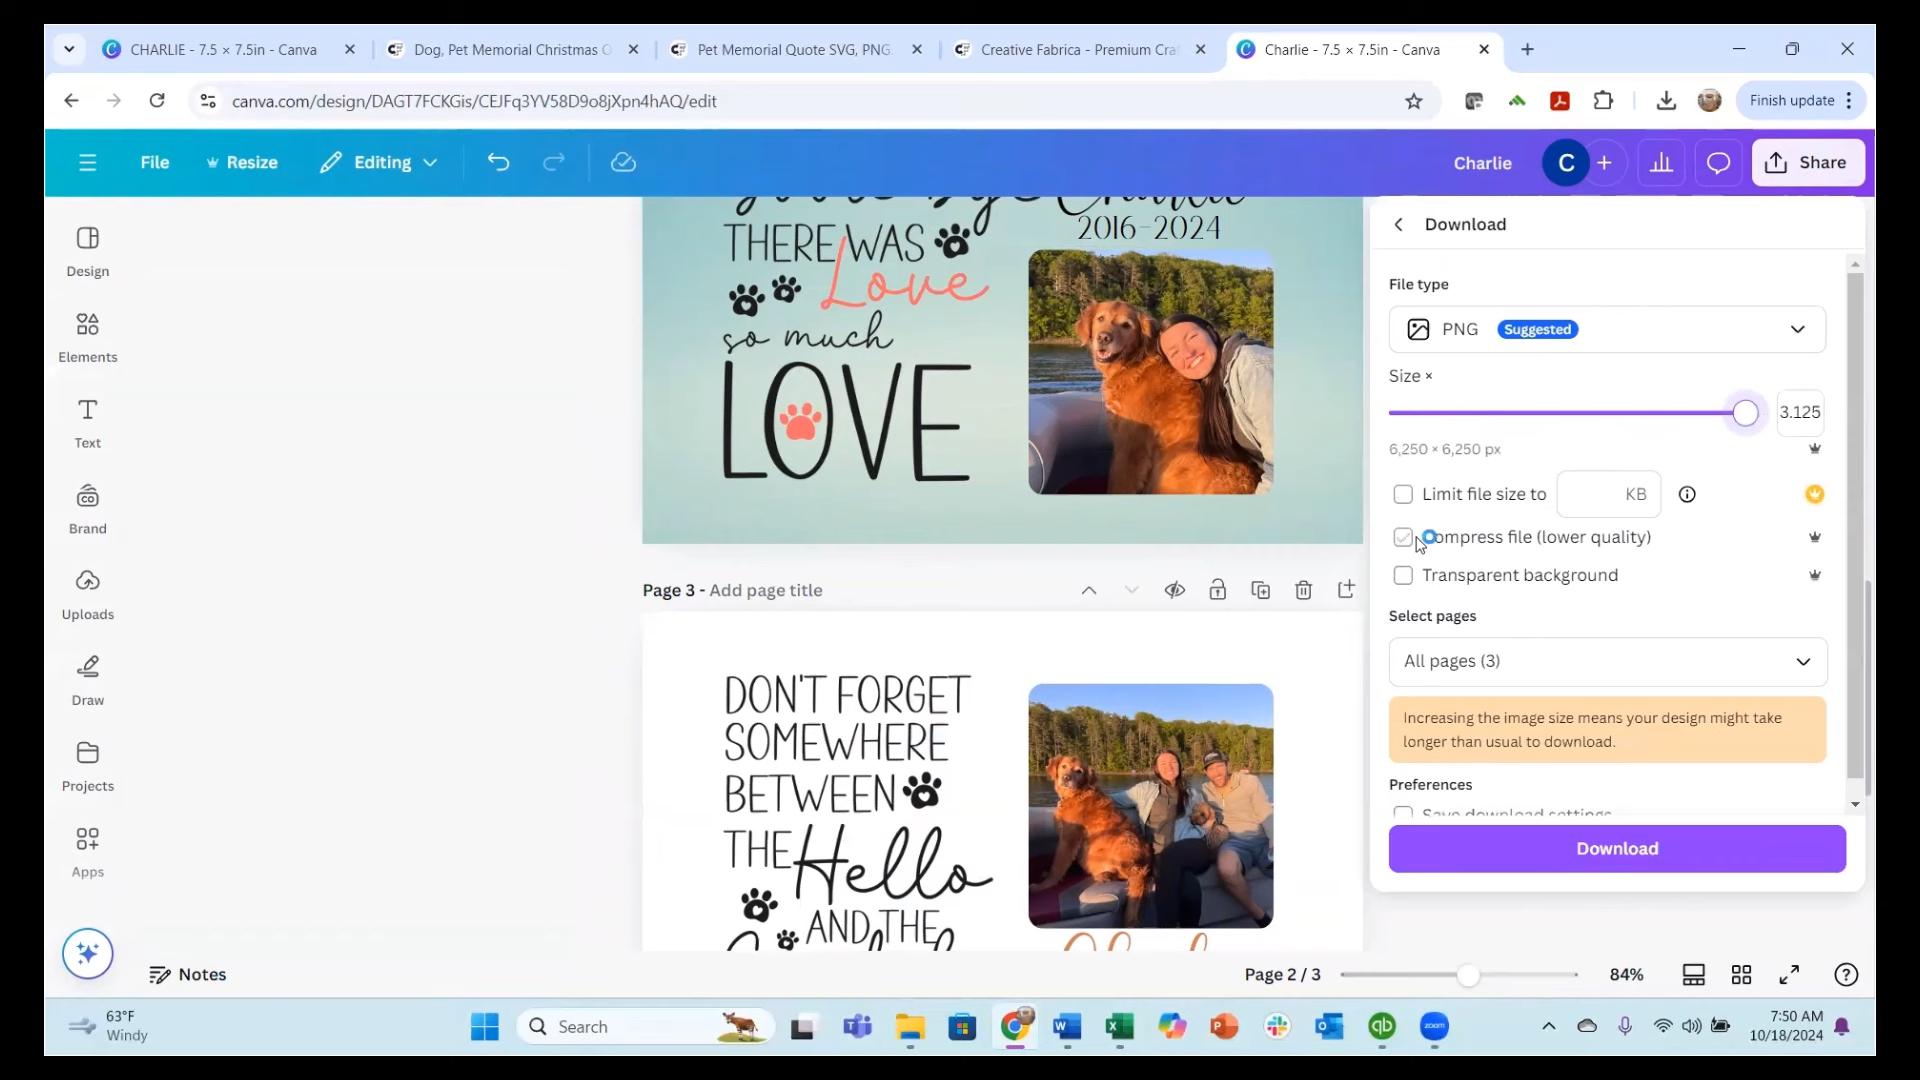 CHARLIE - 7.5 × 7.5in - Canva
Dog, Pet Memorial Christmas O
Pet Memorial Quote SVG, PNG.
Creative Fabrica - Premium Cra
Charlie - 7.5 × 7.5in - Canva
canva.com/design/DAGT7FCKGis/CEJFq3YV58D9o8jXpn4hAQ/edit
Finish update
File
Resize
Editing
Charlie
C
Share
Design
Elements
Text
Brand
Uploads
Draw
Projects
Apps
THERE WAS
Love
so much
LOVE
Charlie
2016-2024
Page 3 - Add page title
DON'T FORGET
SOMEWHERE
BETWEEN
THE Hello
AND THE
Download
File type
PNG Suggested
Size ×
3.125
6,250 × 6,250 px
Limit file size to KB
Compress file (lower quality)
Transparent background
Select pages
All pages (3)
Increasing the image size means your design might take
longer than usual to download.
Preferences
Save download settings
Download
Notes
Page 2 / 3
84%
63°F
Windy
Search
7:50 AM
10/18/2024